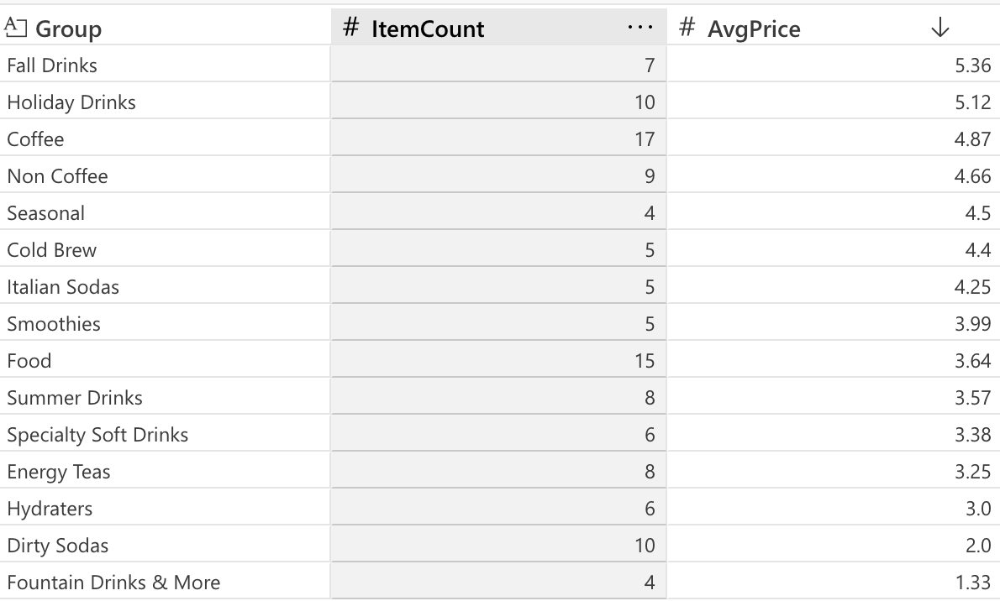 Group # ItemCount ... # AvgPrice ↓
Fall Drinks 7 5.36
Holiday Drinks 10 5.12
Coffee 17 4.87
Non Coffee 9 4.66
Seasonal 4 4.5
Cold Brew 5 4.4
Italian Sodas 5 4.25
Smoothies 5 3.99
Food 15 3.64
Summer Drinks 8 3.57
Specialty Soft Drinks 6 3.38
Energy Teas 8 3.25
Hydraters 6 3.0
Dirty Sodas 10 2.0
Fountain Drinks & More 4 1.33